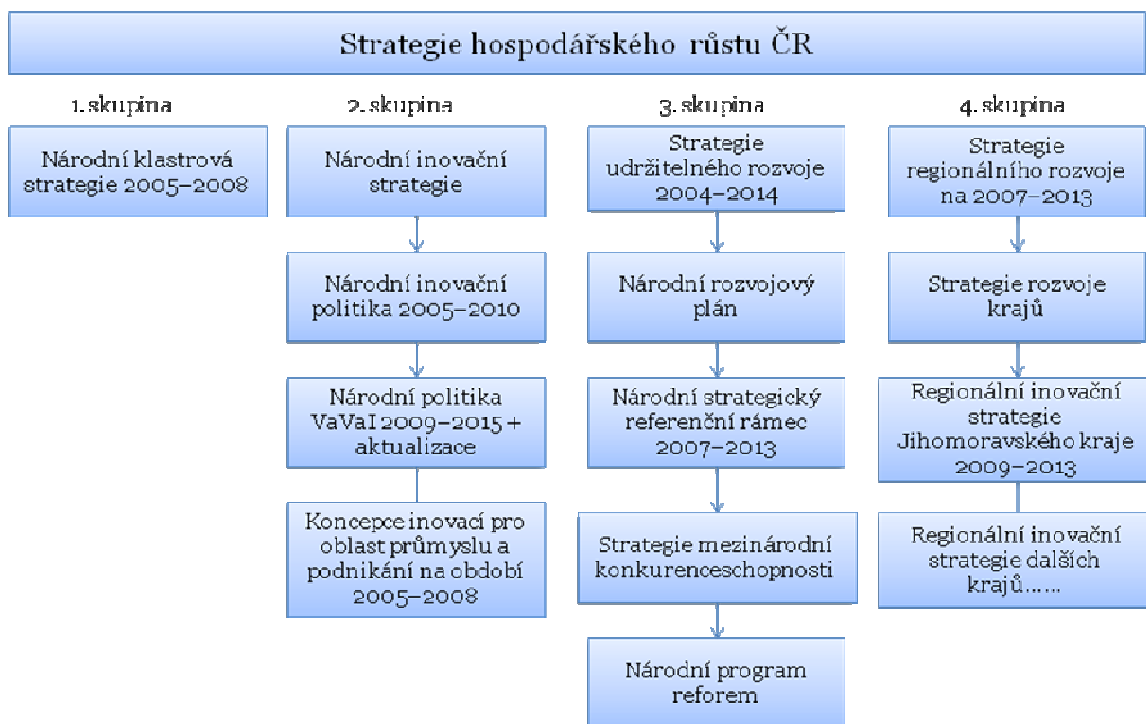 Strategie hospodářského růstu ČR
1. skupina
Národní klastrová
strategie 2005–2008
2. skupina
Národní inovační
strategie
Národní inovační
politika 2005–2010
Národní politika
VaVaI 2009–2015 +
aktualizace
Koncepce inovací pro
oblast průmyslu a
podnikání na období
2005–2008
3. skupina
Strategie
udržitelného rozvoje
2004–2014
Národní rozvojový
plán
Národní strategický
referenční rámec
2007–2013
Strategie mezinárodní
konkurenceschopnosti
Národní program
reforem
4. skupina
Strategie
regionálního rozvoje
na 2007–2013
Strategie rozvoje
krajů
Regionální inovační
strategie
Jihomoravského kraje
2009–2013
Regionální inovační
strategie dalších
krajů......